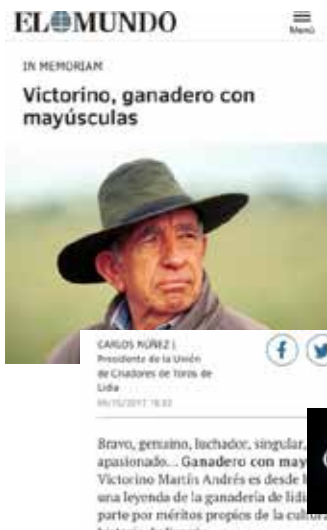 EL MUNDO
Menú
IN MEMORIAM
Victorino, ganadero con
mayúsculas
CARLOS NÚÑEZ |
Presidente de la Unión
de Criadores de Toros de
Lidia
Bravo, genuino, luchador, singular,
apasionado... Ganadero con may
Victorino Martín Andrés es desde
una leyenda de la ganadería de lidi
parte por méritos propios de la